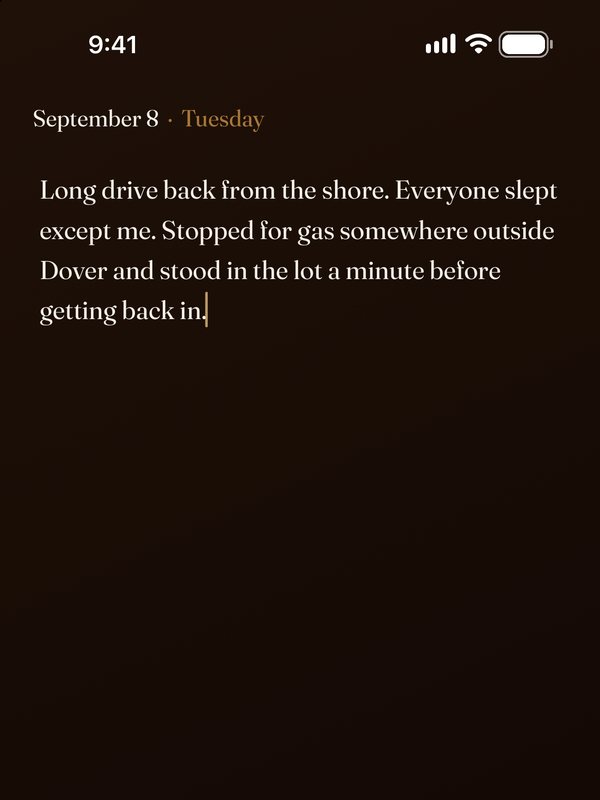 9:41
September 8 · Tuesday
Long drive back from the shore. Everyone slept
except me. Stopped for gas somewhere outside
Dover and stood in the lot a minute before
getting back in.